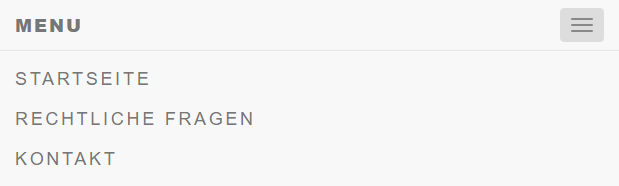 MENU
STARTSEITE
RECHTLICHE FRAGEN
KONTAKT